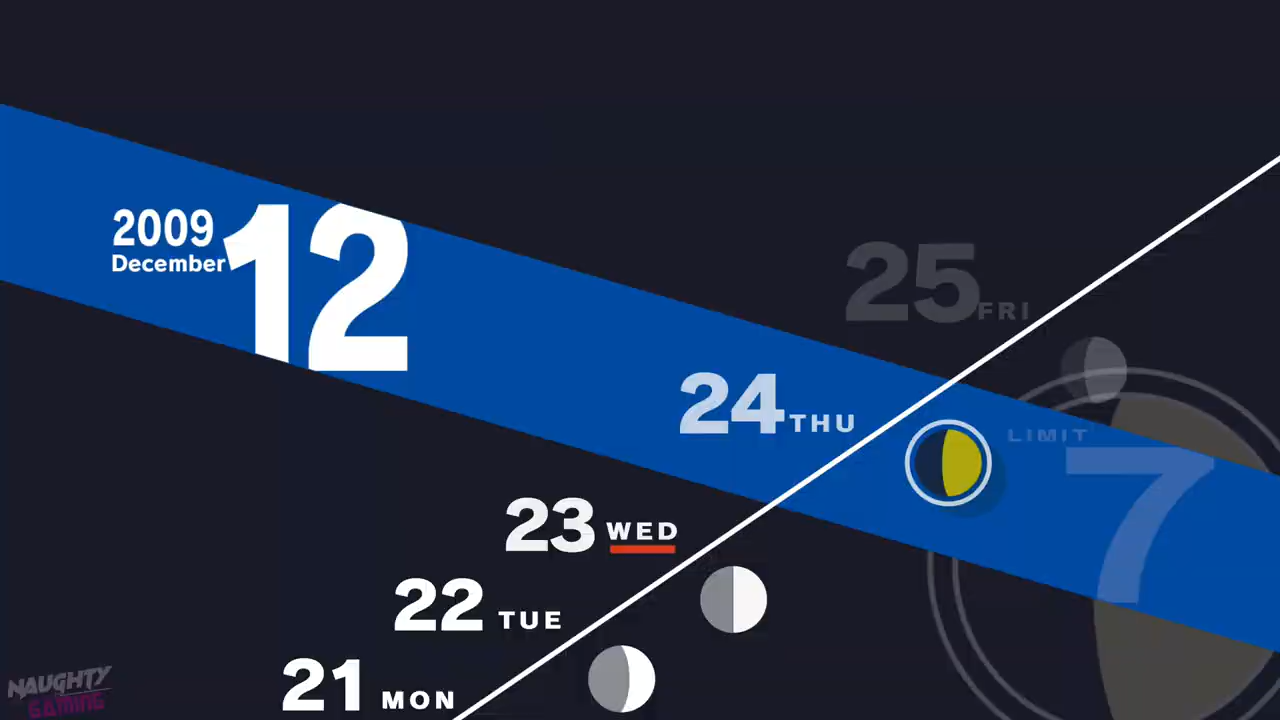 2009
December
12
25 FRI
24 THU
LIMIT
7
23 WED
22 TUE
21 MON
NAUGHTY
GAMING